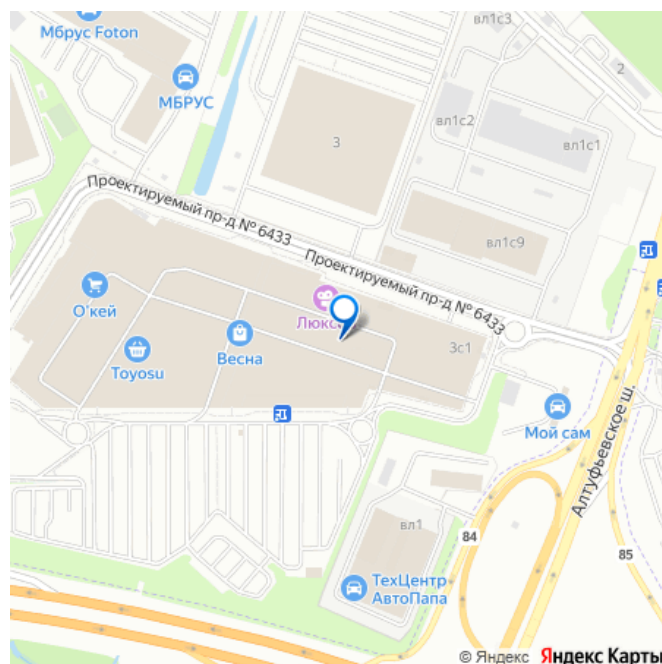 Мбрус Foton
МБРУС
вл1с3
2
вл1с2
вл1с1
3
Проектируемый пр-д № 6433
Проектируемый пр-д № 6433
вл1с9
О'кей
Люкс
3с1
Весна
Toyosu
Мой сам
Алтуфьевское ш.
вл1
84
85
ТехЦентр
АвтоПапа
© Яндекс Яндекс Карты